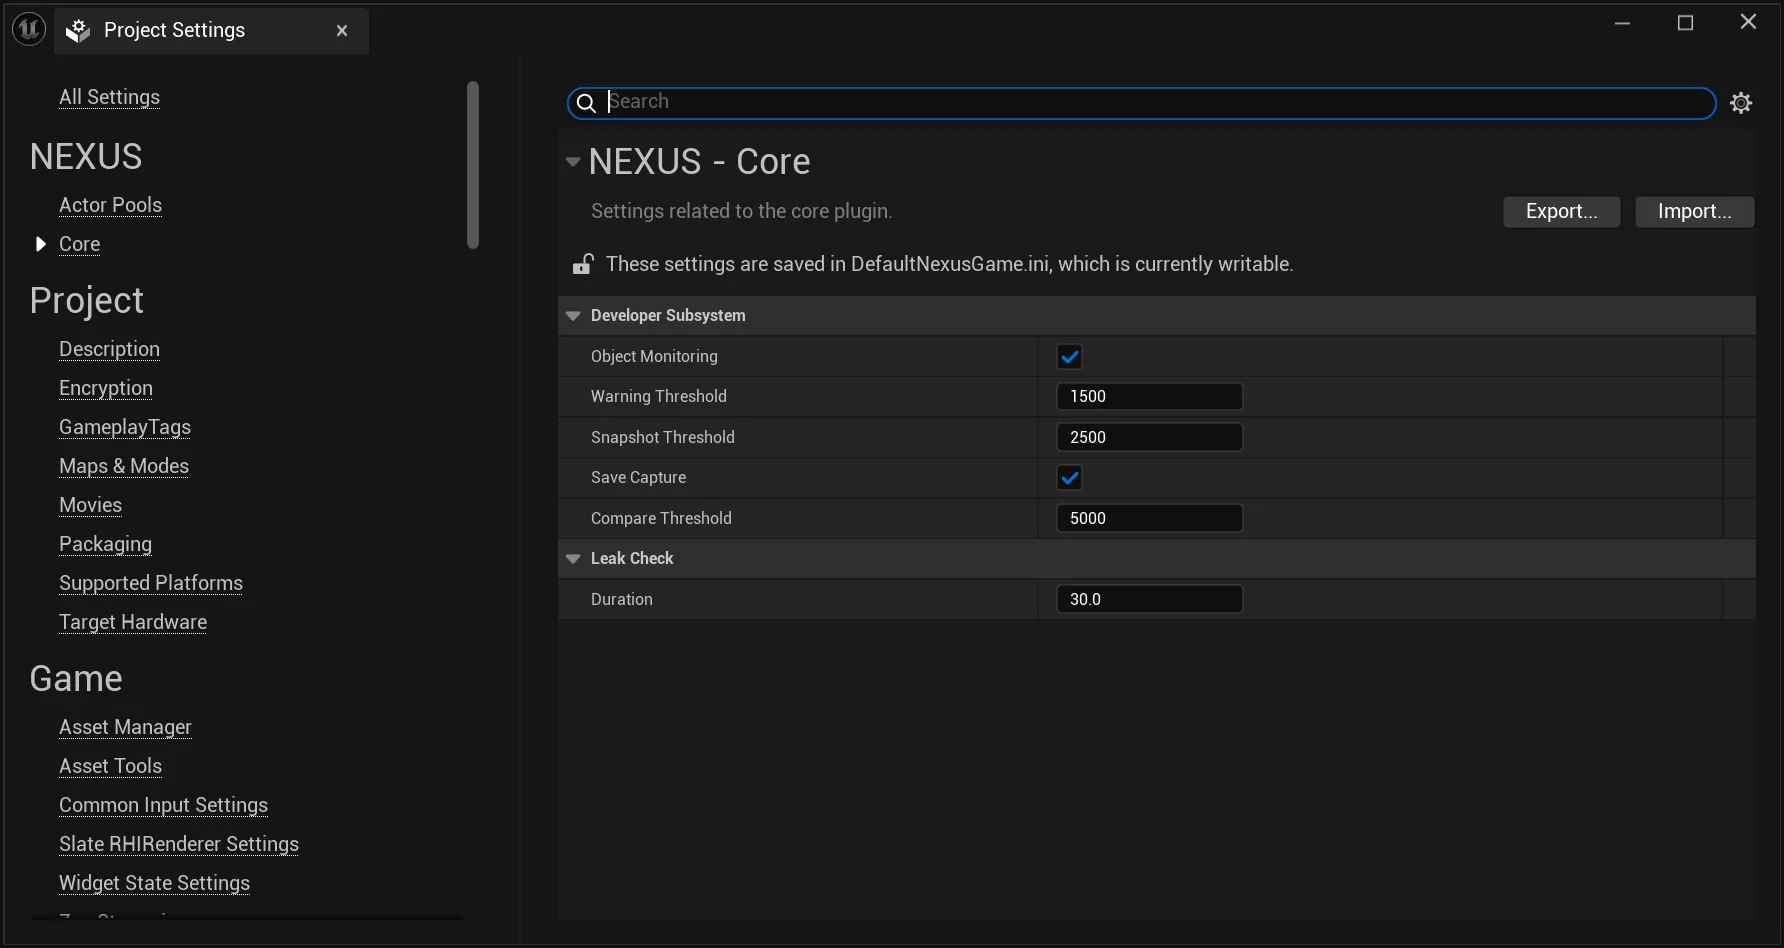 Project Settings
All Settings
NEXUS
Actor Pools
Core
Project
Description
Encryption
GameplayTags
Maps & Modes
Movies
Packaging
Supported Platforms
Target Hardware
Game
Asset Manager
Asset Tools
Common Input Settings
Slate RHIRenderer Settings
Widget State Settings
Search
NEXUS - Core
Settings related to the core plugin.
Export...
Import...
These settings are saved in DefaultNexusGame.ini, which is currently writable.
Developer Subsystem
Object Monitoring
Warning Threshold 1500
Snapshot Threshold 2500
Save Capture
Compare Threshold 5000
Leak Check
Duration 30.0